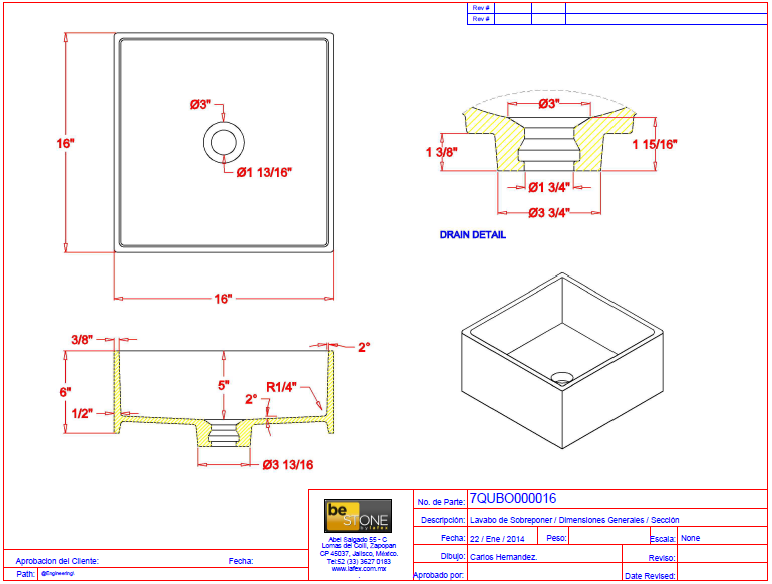 Rev #
Rev #
Ø3"
16"
Ø1 13/16"
16"
Ø3"
1 3/8"
1 15/16"
Ø1 3/4"
Ø3 3/4"
DRAIN DETAIL
3/8"
2°
6"
5"
R1/4"
2°
1/2"
Ø3 13/16
be
STONE
by lafex
Abel Salgado 55 - C
Lomas del Colli, Zapopan
CP 45037, Jalisco, México.
Tel:52 (33) 3627 0183
www.lafex.com.mx
No. de Parte: 7QUBO000016
Descripción: Lavabo de Sobreponer / Dimensiones Generales / Sección
Fecha: 22 / Ene / 2014 Peso: Escala: None
Dibujo: Carlos Hernandez. Reviso:
Aprobado por: Date Revised:
Aprobacion del Cliente: Fecha:
Path: @Engineering\